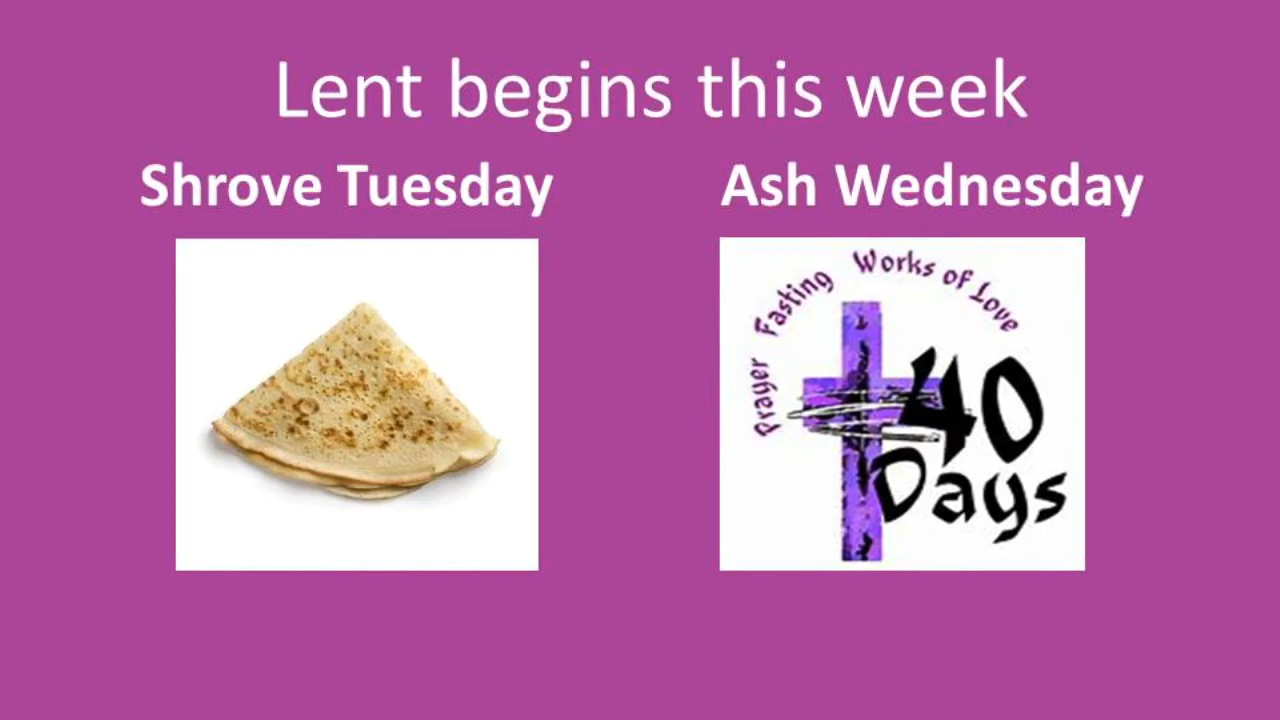 Lent begins this week
Shrove Tuesday
Ash Wednesday
Prayer Fasting Works of Love
40
Days